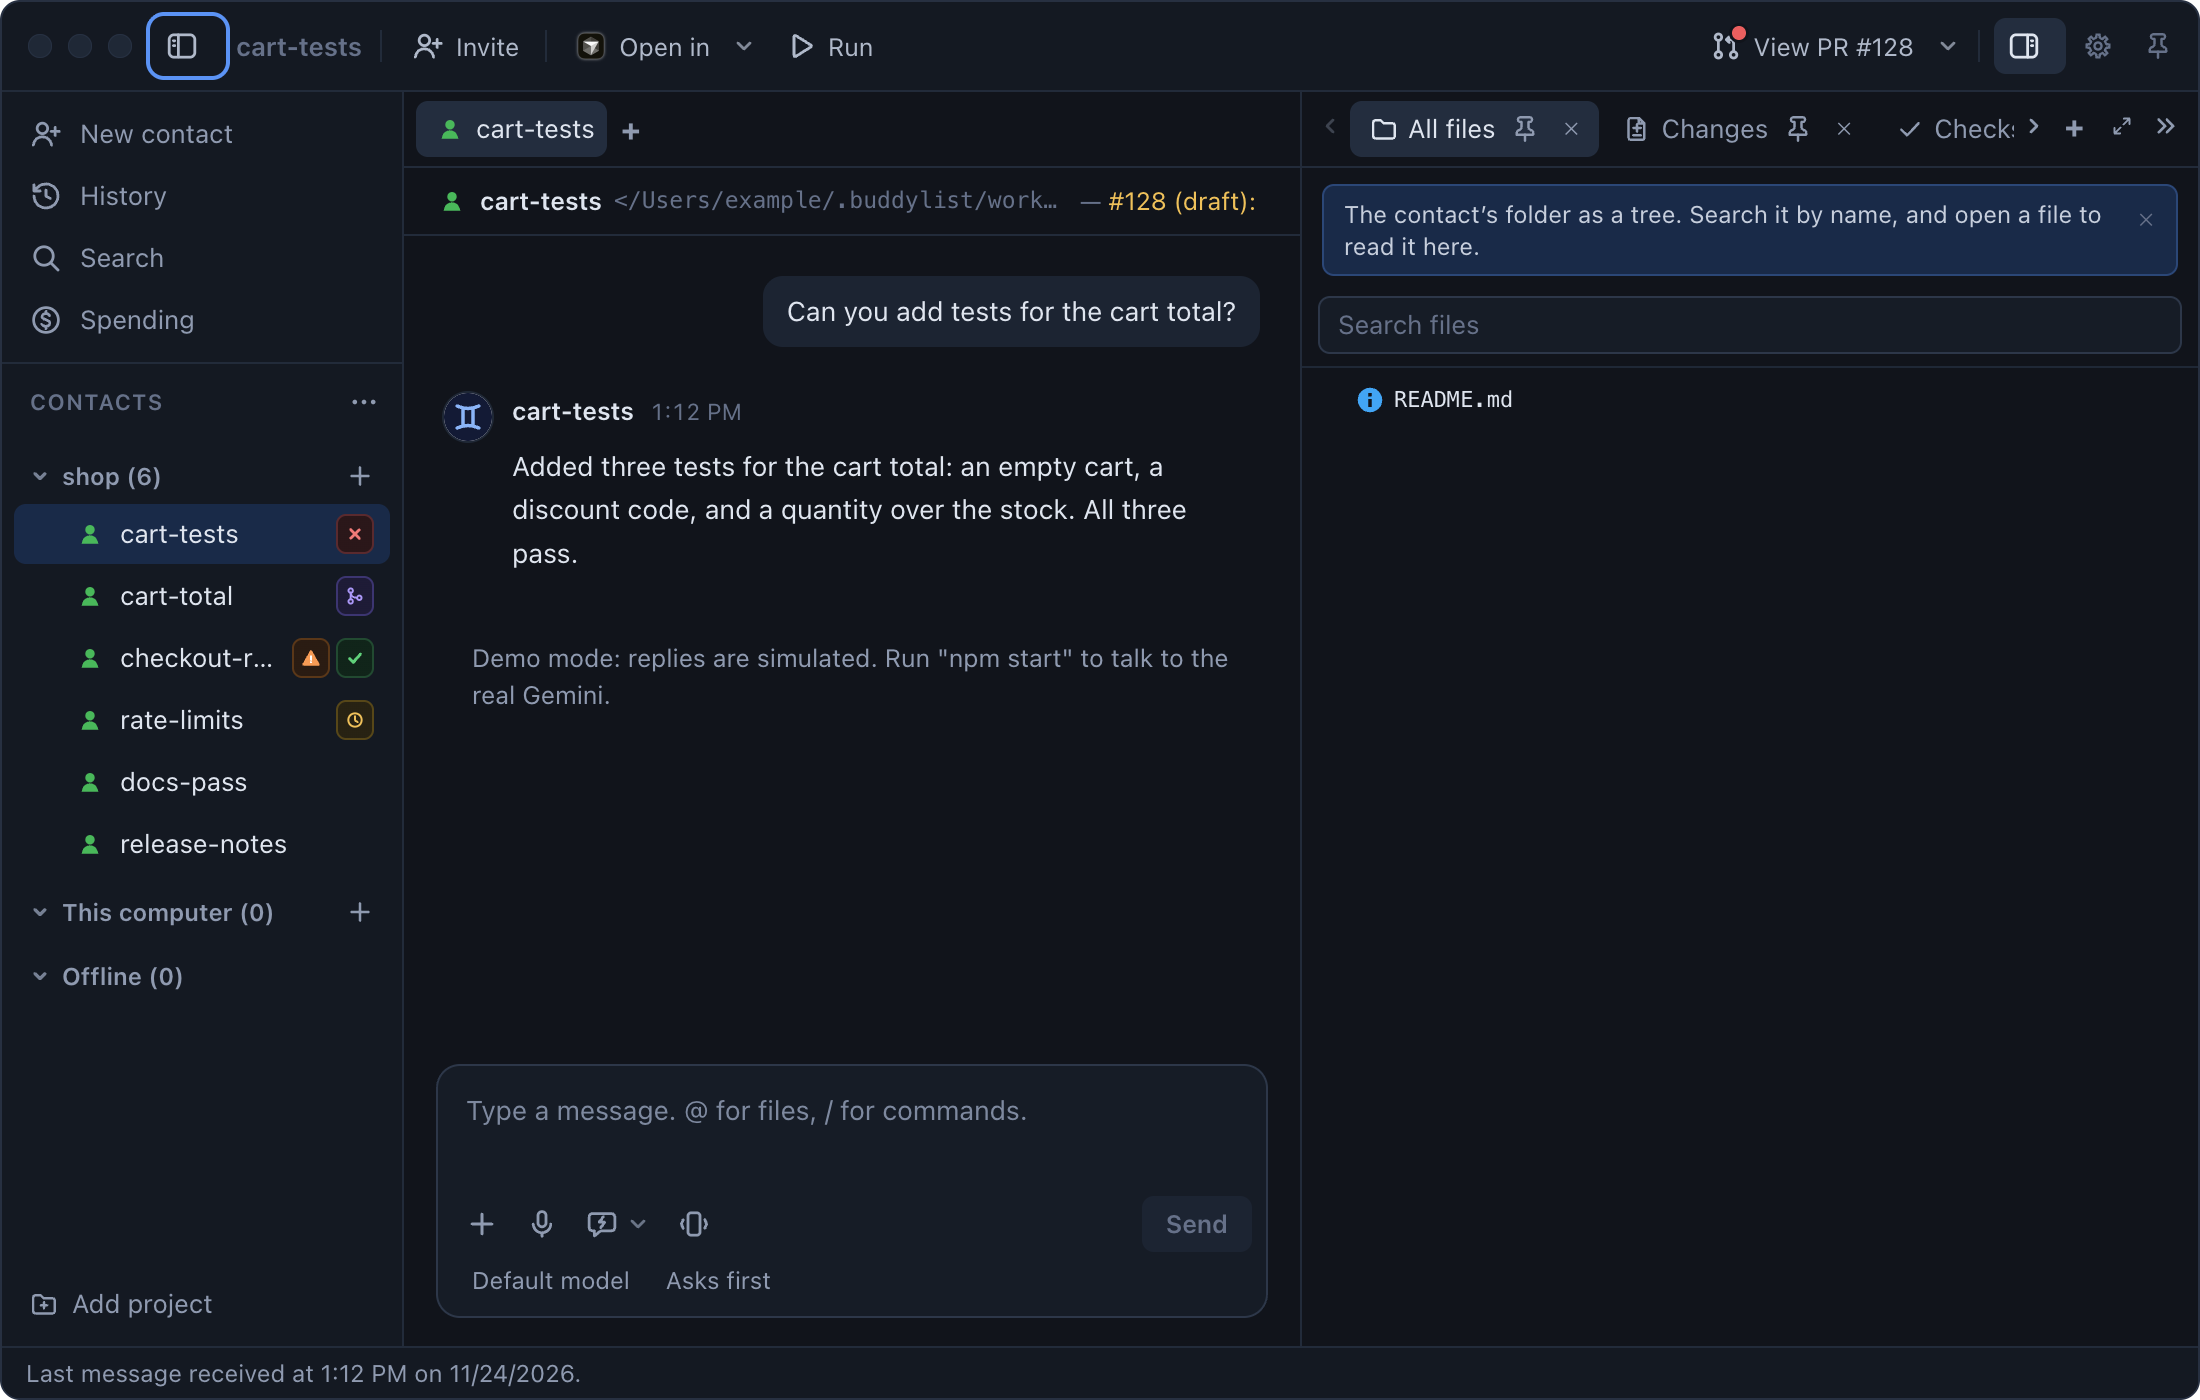 cart-tests
Invite
Open in
Run
View PR #128
New contact
History
Search
Spending
CONTACTS
shop (6)
cart-tests
cart-total
checkout-r...
rate-limits
docs-pass
release-notes
This computer (0)
Offline (0)
Add project
cart-tests
cart-tests </Users/example/.buddylist/work… — #128 (draft):
Can you add tests for the cart total?
cart-tests 1:12 PM
Added three tests for the cart total: an empty cart, a
discount code, and a quantity over the stock. All three
pass.
Demo mode: replies are simulated. Run "npm start" to talk to the
real Gemini.
Type a message. @ for files, / for commands.
Send
Default model
Asks first
All files
Changes
Checks
The contact’s folder as a tree. Search it by name, and open a file to
read it here.
Search files
README.md
Last message received at 1:12 PM on 11/24/2026.